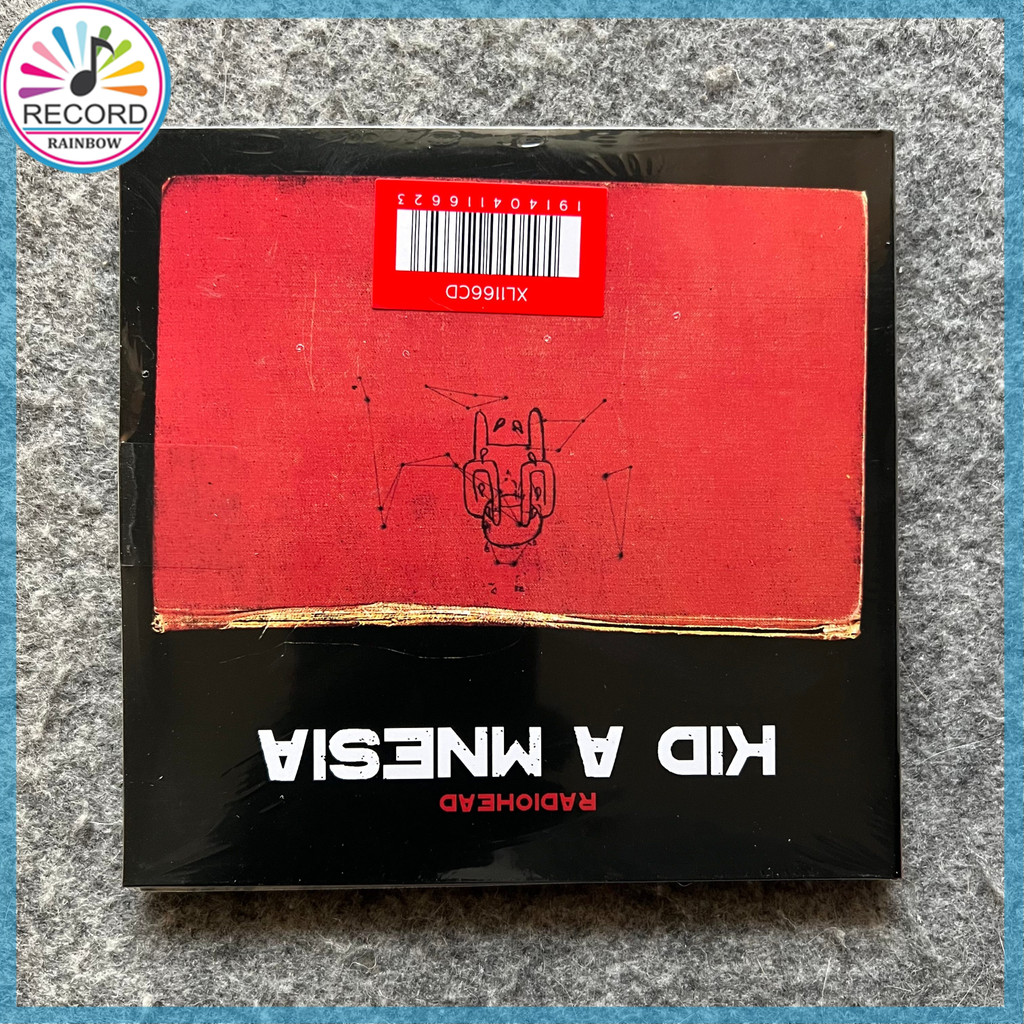 RECORD
RAINBOW
191404116623
XL1166CD
KID A MNESIA
RADIOHEAD